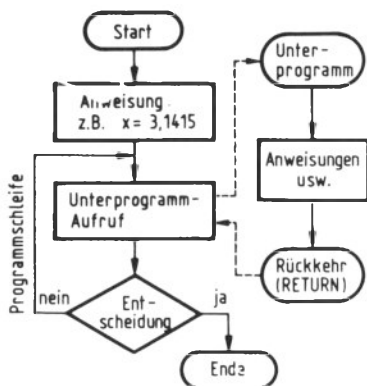 Start
Anweisung.
z.B. x = 3,1415
Programmschleife
Unterprogramm-
Aufruf
nein
Ent-
scheidung
ja
Ende
Unter-
programm
Anweisungen
usw.
Rückkehr
(RETURN)